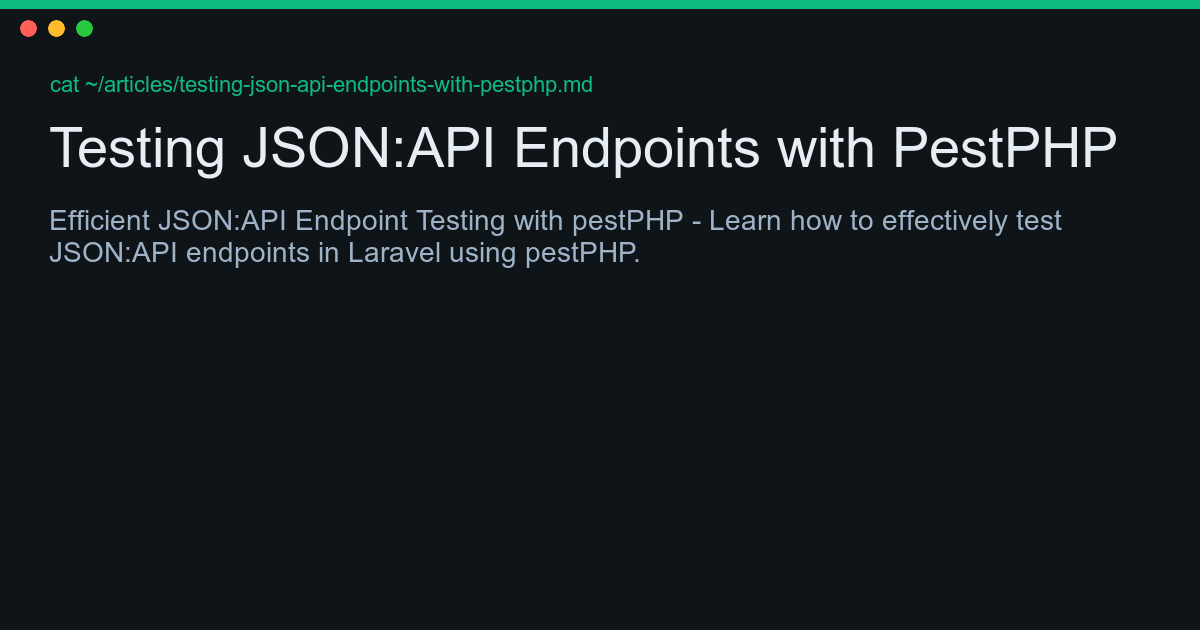 cat ~/articles/testing-json-api-endpoints-with-pestphp.md
Testing JSON:API Endpoints with PestPHP
Efficient JSON:API Endpoint Testing with pestPHP - Learn how to effectively test
JSON:API endpoints in Laravel using pestPHP.